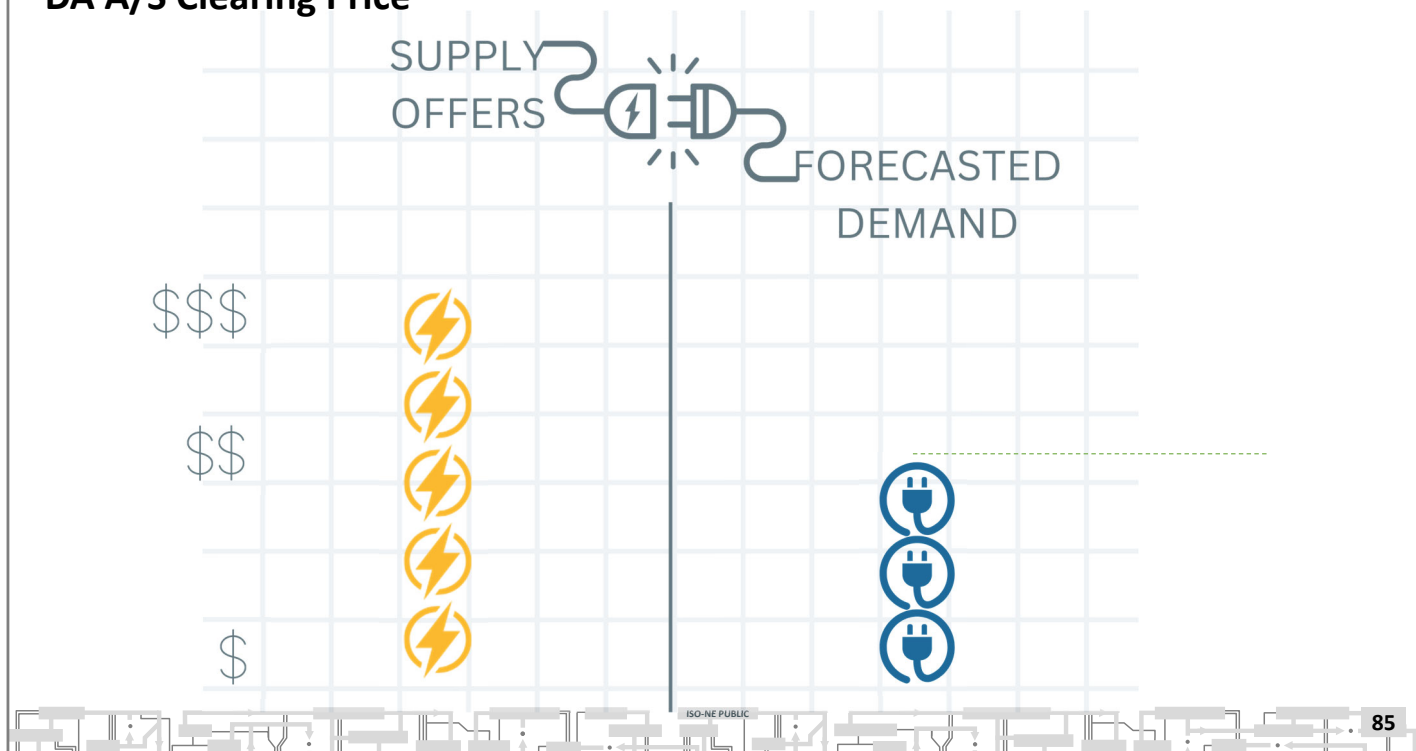 DA A/S Clearing Price
SUPPLY
OFFERS
FORECASTED
DEMAND
$$$
$$
$
ISO-NE PUBLIC
85